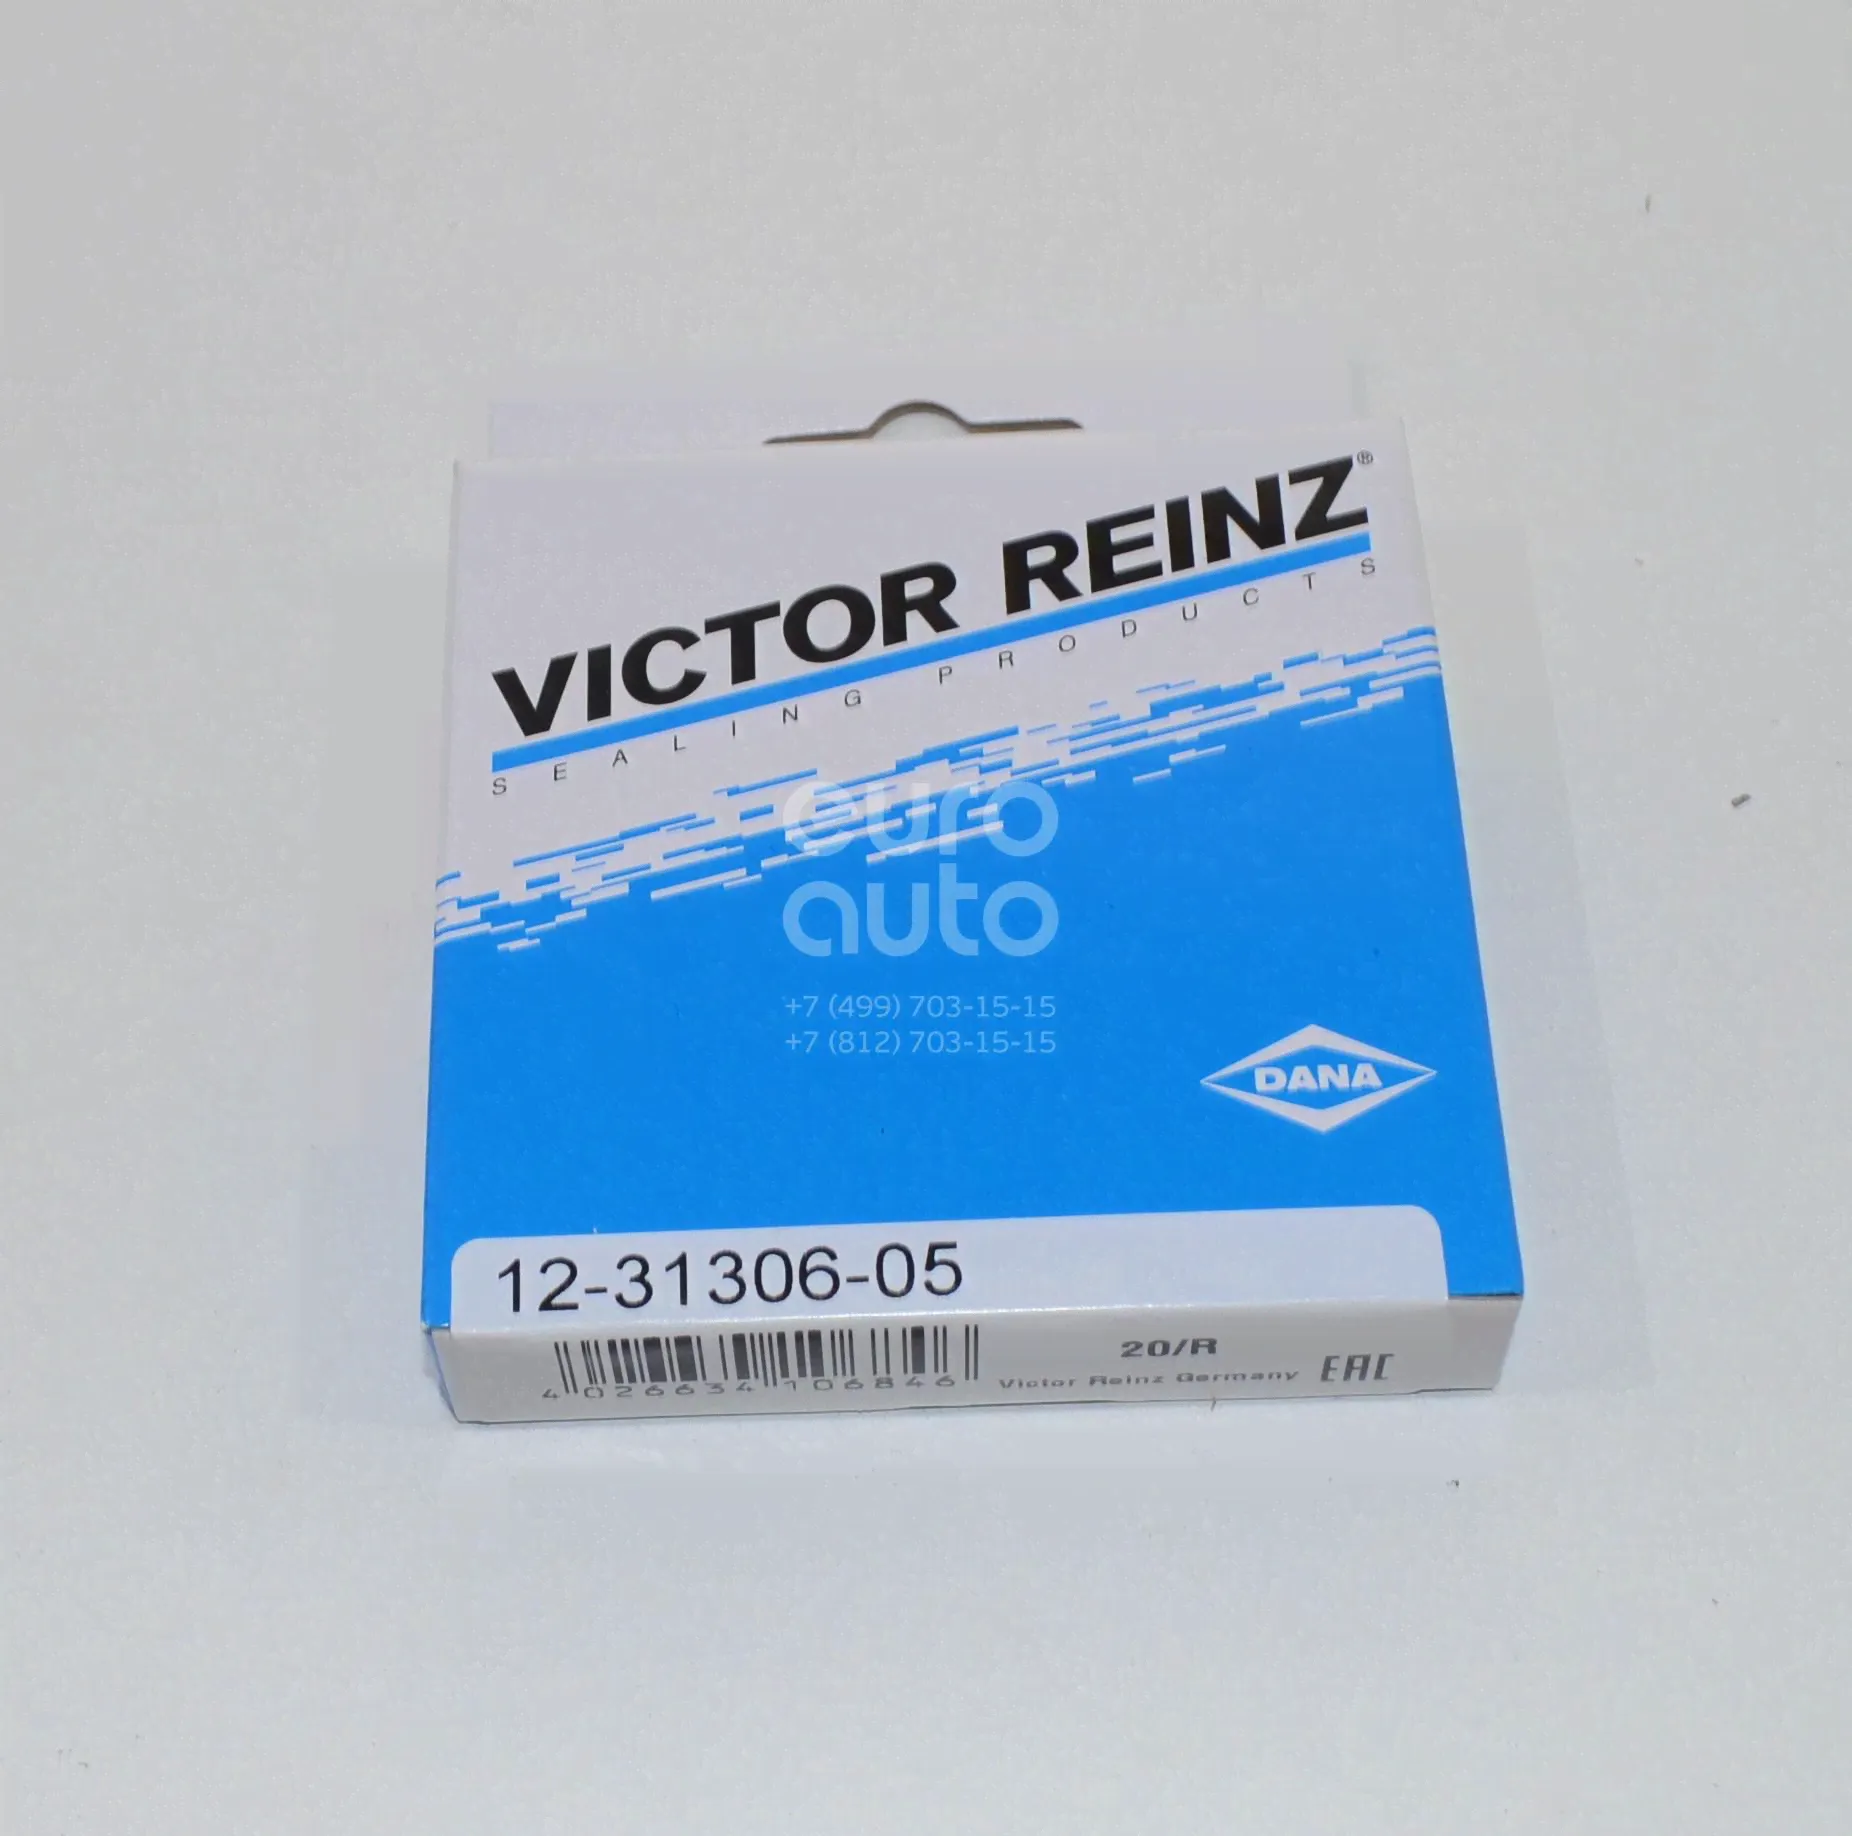 VICTOR REINZ®
SEALING PRODUCTS
euro
auto
+7 (499) 703-15-15
+7 (812) 703-15-15
DANA
12-31306-05
20/R
4 026634 106846
Victor Reinz Germany EAC